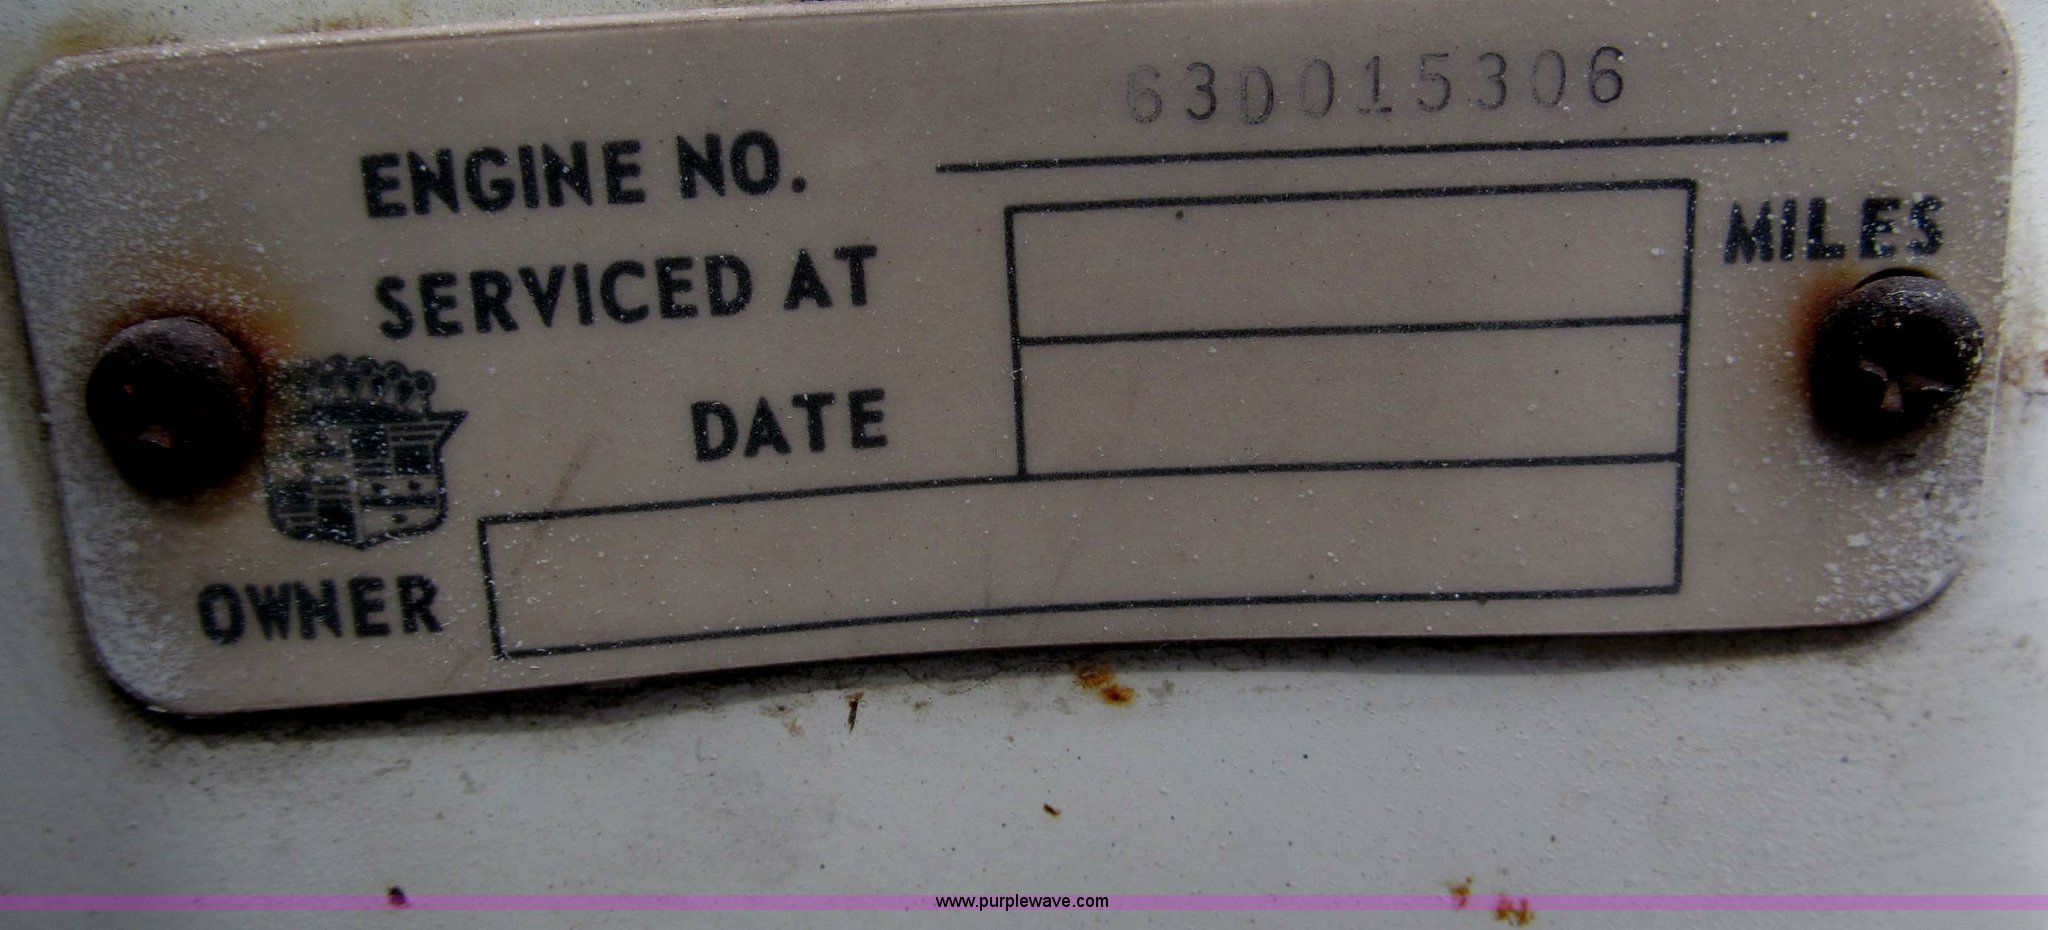 63D015306
ENGINE NO.
MILES
SERVICED AT
DATE
OWNER
www.purplewave.com